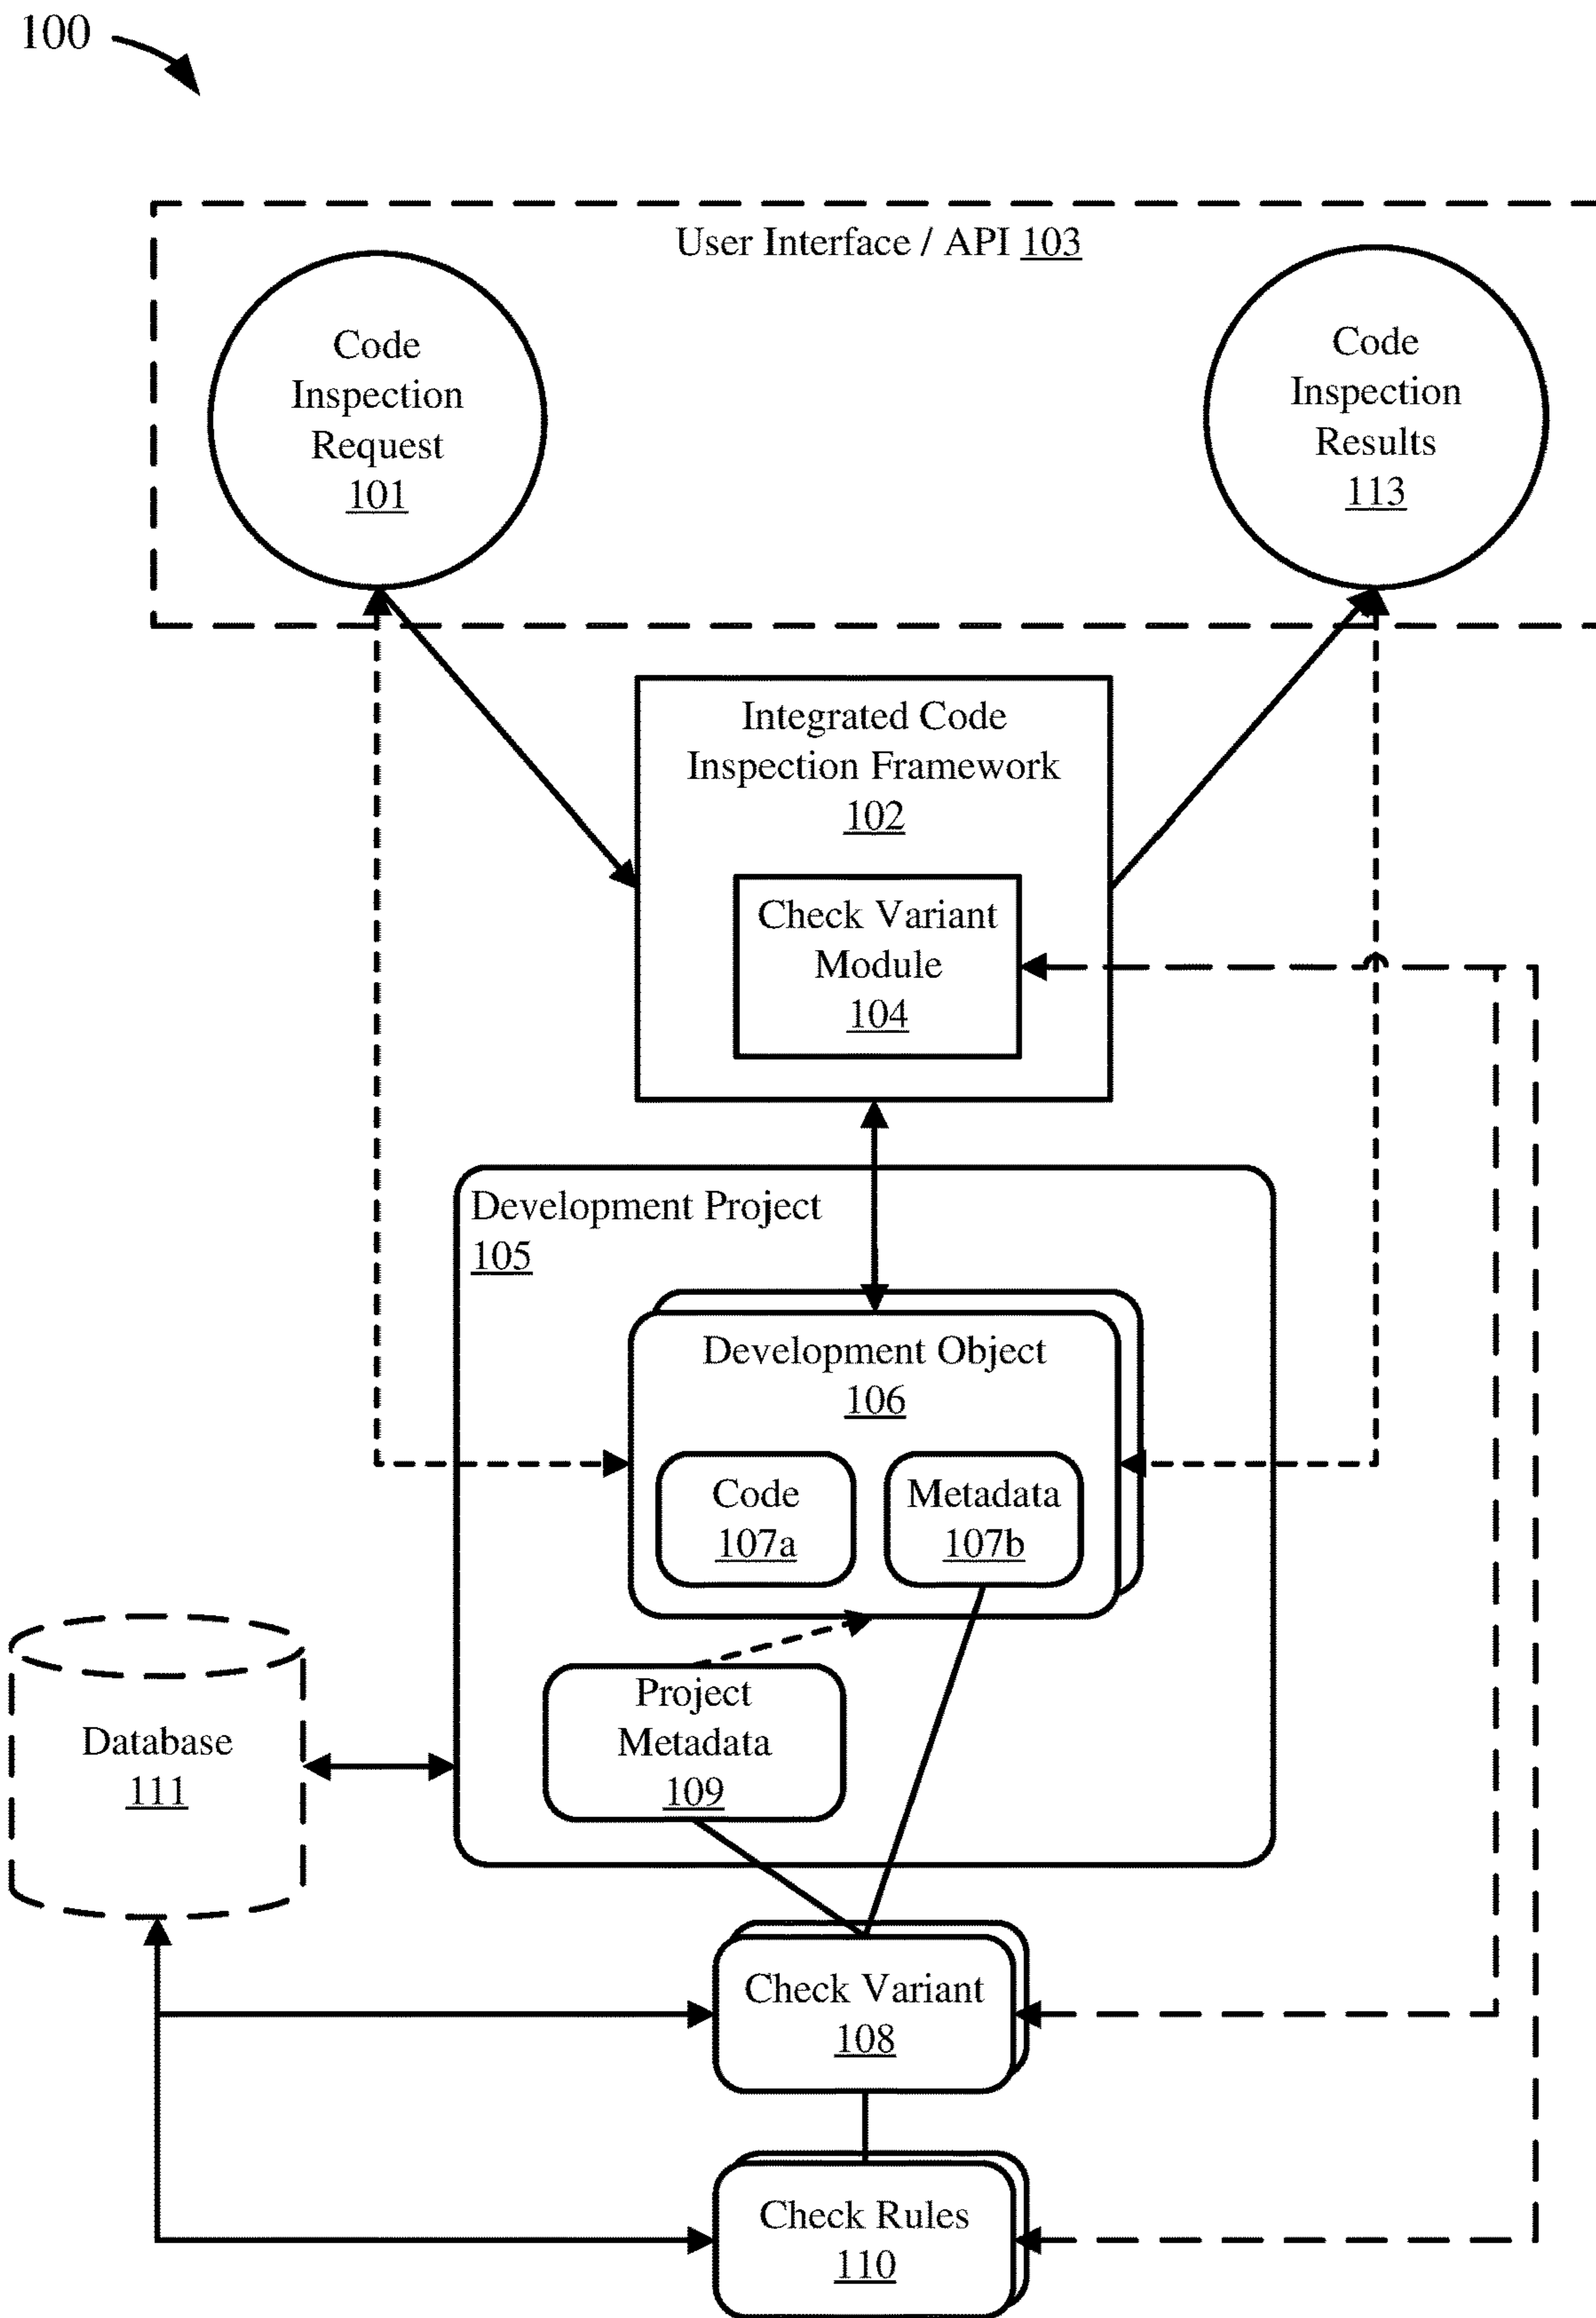 100
User Interface / API 103
Code
Inspection
Request
101
Code
Inspection
Results
113
Integrated Code
Inspection Framework
102
Check Variant
Module
104
Development Project
105
Development Object
106
Code
107a
Metadata
107b
Project
Metadata
109
Database
111
Check Variant
108
Check Rules
110